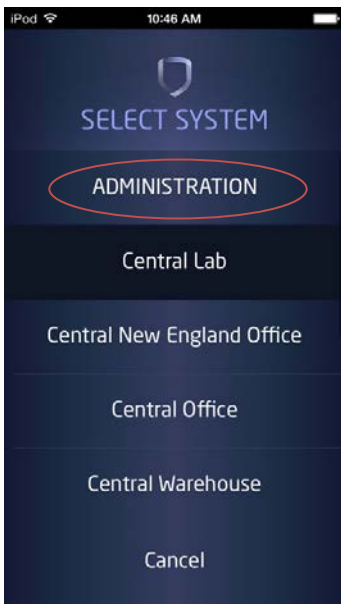 iPod 10:46 AM
SELECT SYSTEM
ADMINISTRATION
Central Lab
Central New England Office
Central Office
Central Warehouse
Cancel